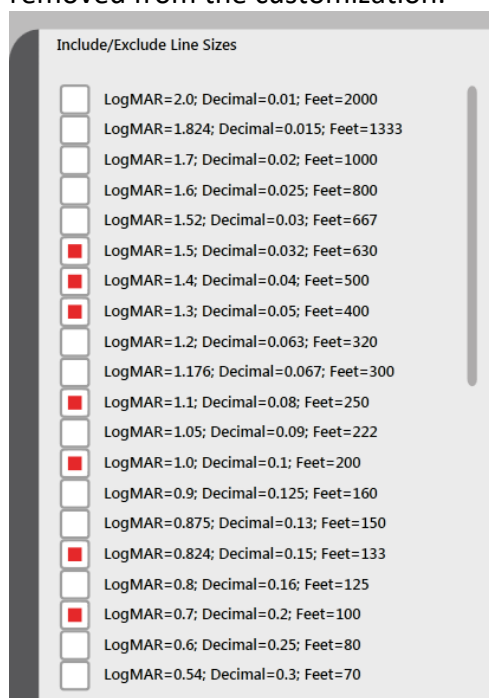 removed from the customization.
Include/Exclude Line Sizes
LogMAR=2.0; Decimal=0.01; Feet=2000
LogMAR=1.824; Decimal=0.015; Feet=1333
LogMAR=1.7; Decimal=0.02; Feet=1000
LogMAR=1.6; Decimal=0.025; Feet=800
LogMAR=1.52; Decimal=0.03; Feet=667
LogMAR=1.5; Decimal=0.032; Feet=630
LogMAR=1.4; Decimal=0.04; Feet=500
LogMAR=1.3; Decimal=0.05; Feet=400
LogMAR=1.2; Decimal=0.063; Feet=320
LogMAR=1.176; Decimal=0.067; Feet=300
LogMAR=1.1; Decimal=0.08; Feet=250
LogMAR=1.05; Decimal=0.09; Feet=222
LogMAR=1.0; Decimal=0.1; Feet=200
LogMAR=0.9; Decimal=0.125; Feet=160
LogMAR=0.875; Decimal=0.13; Feet=150
LogMAR=0.824; Decimal=0.15; Feet=133
LogMAR=0.8; Decimal=0.16; Feet=125
LogMAR=0.7; Decimal=0.2; Feet=100
LogMAR=0.6; Decimal=0.25; Feet=80
LogMAR=0.54; Decimal=0.3; Feet=70